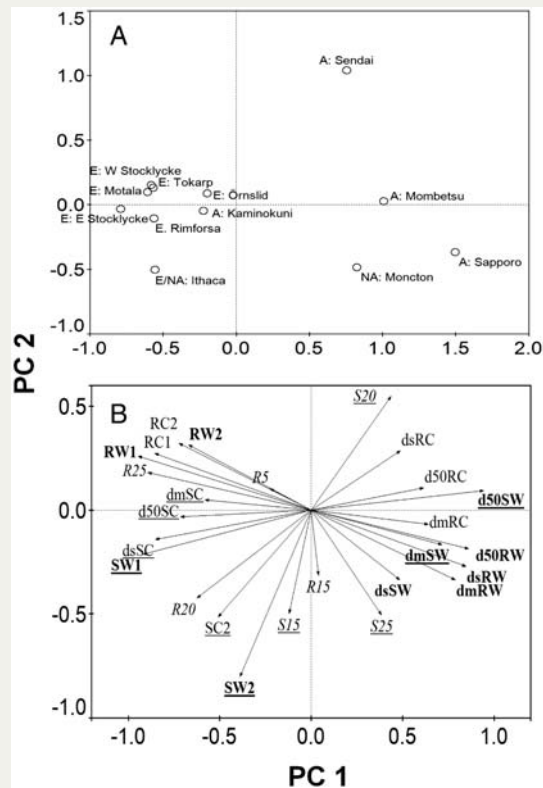 A
1.5
1.0
0.5
0.0
-0.5
-1.0
A: Sendai
E: W Stocklycke
E: Tokarp
E: Motala
E: Ornslid
A: Mombetsu
E: E Stocklycke
A: Kaminokuni
E. Rimforsa
A: Sapporo
E/NA: Ithaca
NA: Moncton
-1.0 -0.5 0.0 0.5 1.0 1.5 2.0
PC 2
B
0.5
0.0
-0.5
-1.0
S20
RC2
RW2
RC1
dsRC
RW1
R25
R5
d50RC
dmSC
d50SW
d50SC
dmRC
dsSC
dmSW
d50RW
SW1
dsRW
dsSW
dmRW
R15
R20
SC2
S15
S25
SW2
-1.0 -0.5 0.0 0.5 1.0
PC 1